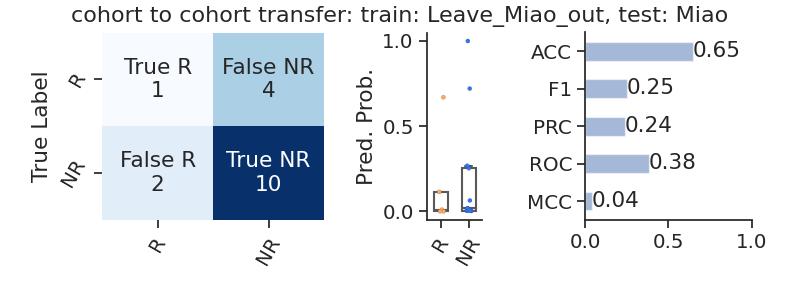 cohort to cohort transfer: train: Leave_Miao_out, test: Miao
True Label
R
NR
True R
1
False NR
4
False R
2
True NR
10
R
NR
Pred. Prob.
1.0
0.5
0.0
R
NR
ACC
0.65
F1
0.25
PRC
0.24
ROC
0.38
MCC
0.04
0.0
0.5
1.0